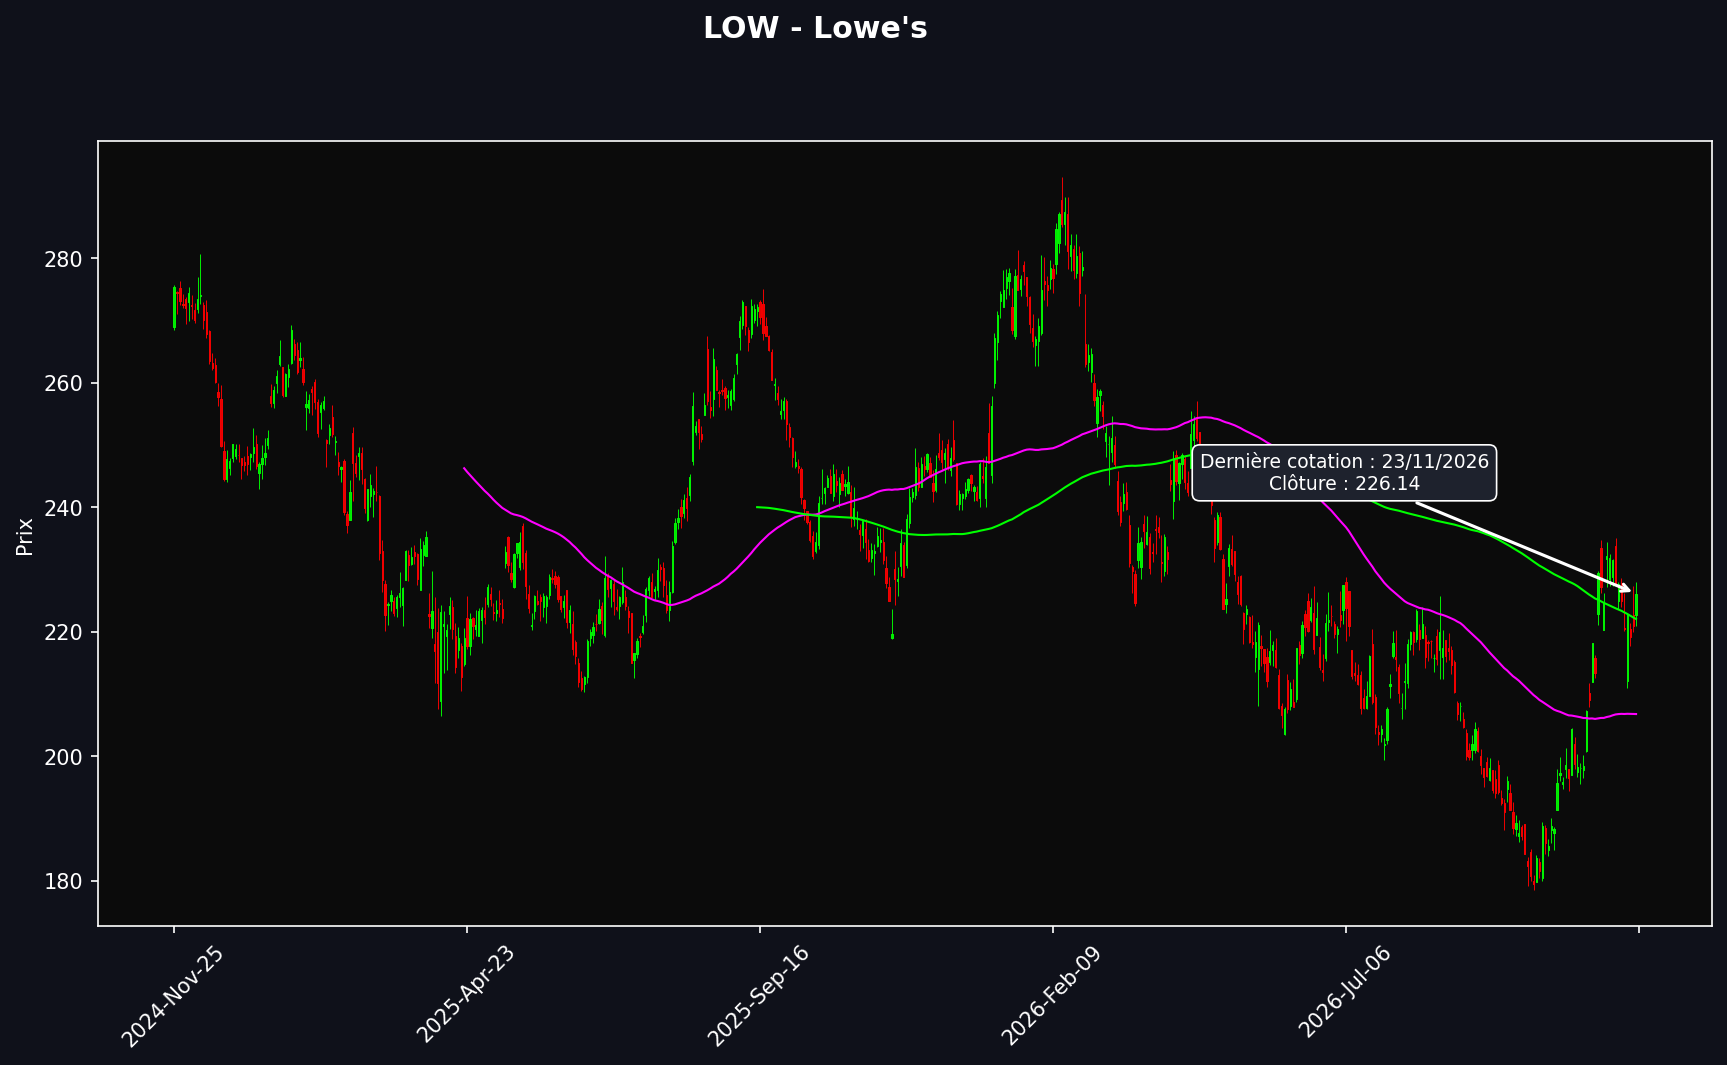 LOW - Lowe's
Prix
280
260
240
220
200
180
Dernière cotation : 23/11/2026
Clôture : 226.14
2024-Nov-25
2025-Apr-23
2025-Sep-16
2026-Feb-09
2026-Jul-06